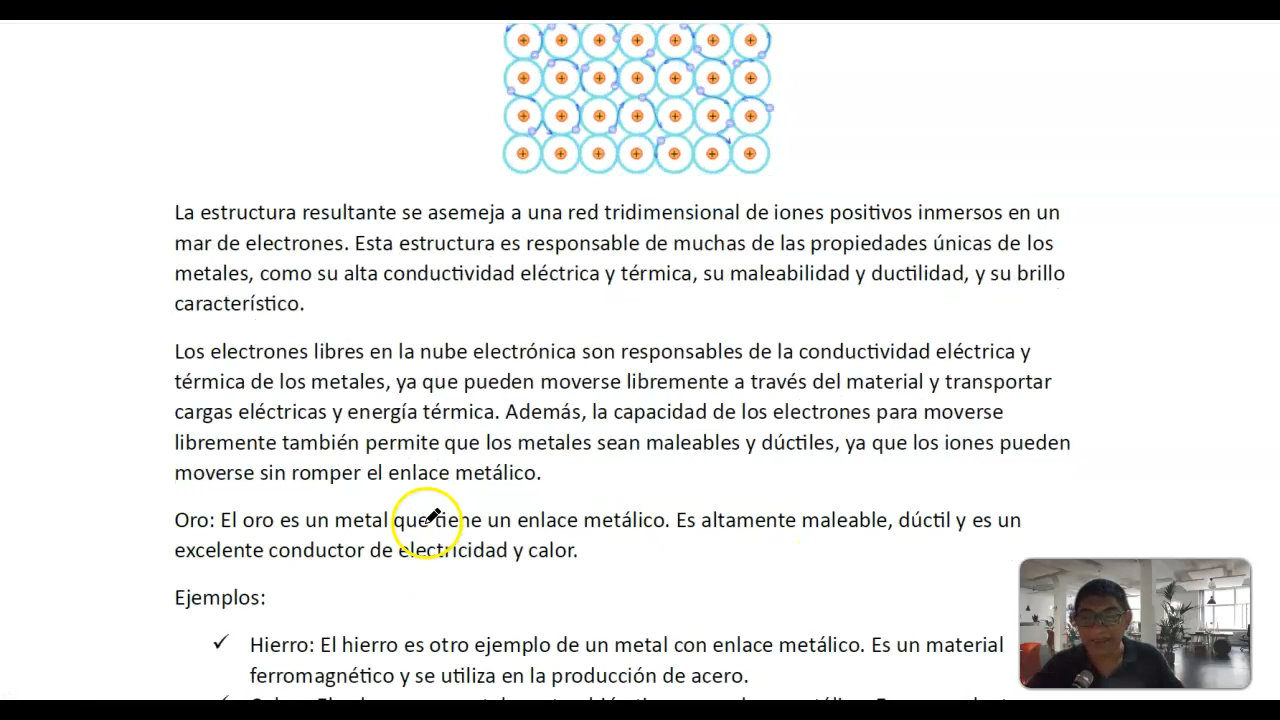 La estructura resultante se asemeja a una red tridimensional de iones positivos inmersos en un
mar de electrones. Esta estructura es responsable de muchas de las propiedades únicas de los
metales, como su alta conductividad eléctrica y térmica, su maleabilidad y ductilidad, y su brillo
característico.
Los electrones libres en la nube electrónica son responsables de la conductividad eléctrica y
térmica de los metales, ya que pueden moverse libremente a través del material y transportar
cargas eléctricas y energía térmica. Además, la capacidad de los electrones para moverse
libremente también permite que los metales sean maleables y dúctiles, ya que los iones pueden
moverse sin romper el enlace metálico.
Oro: El oro es un metal que tiene un enlace metálico. Es altamente maleable, dúctil y es un
excelente conductor de electricidad y calor.
Ejemplos:
✓ Hierro: El hierro es otro ejemplo de un metal con enlace metálico. Es un material
ferromagnético y se utiliza en la producción de acero.